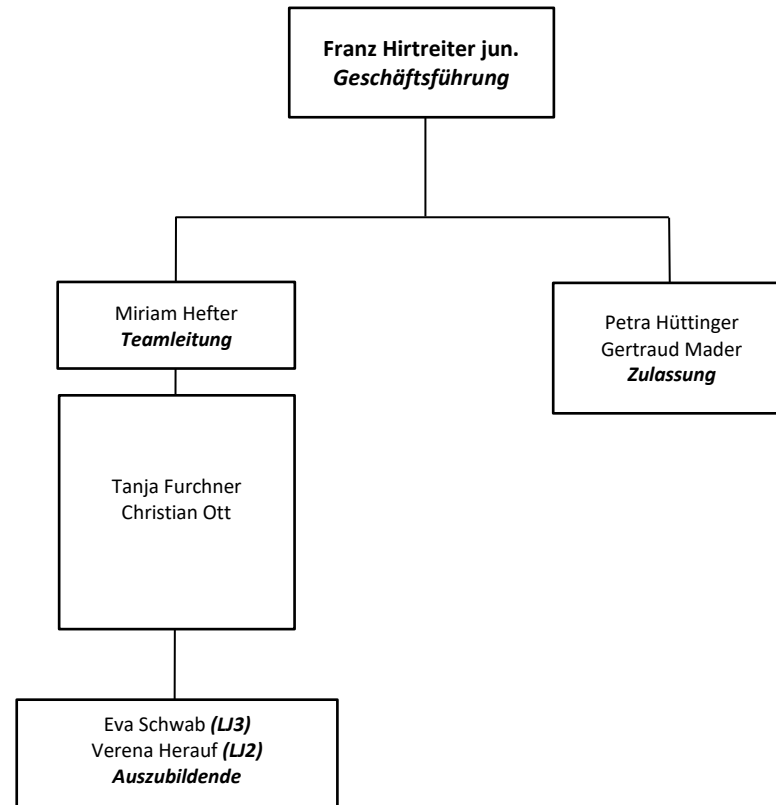 Franz Hirtreiter jun.
Geschäftsführung
Miriam Hefter
Teamleitung
Petra Hüttinger
Gertraud Mader
Zulassung
Tanja Furchner
Christian Ott
Eva Schwab (LJ3)
Verena Herauf (LJ2)
Auszubildende